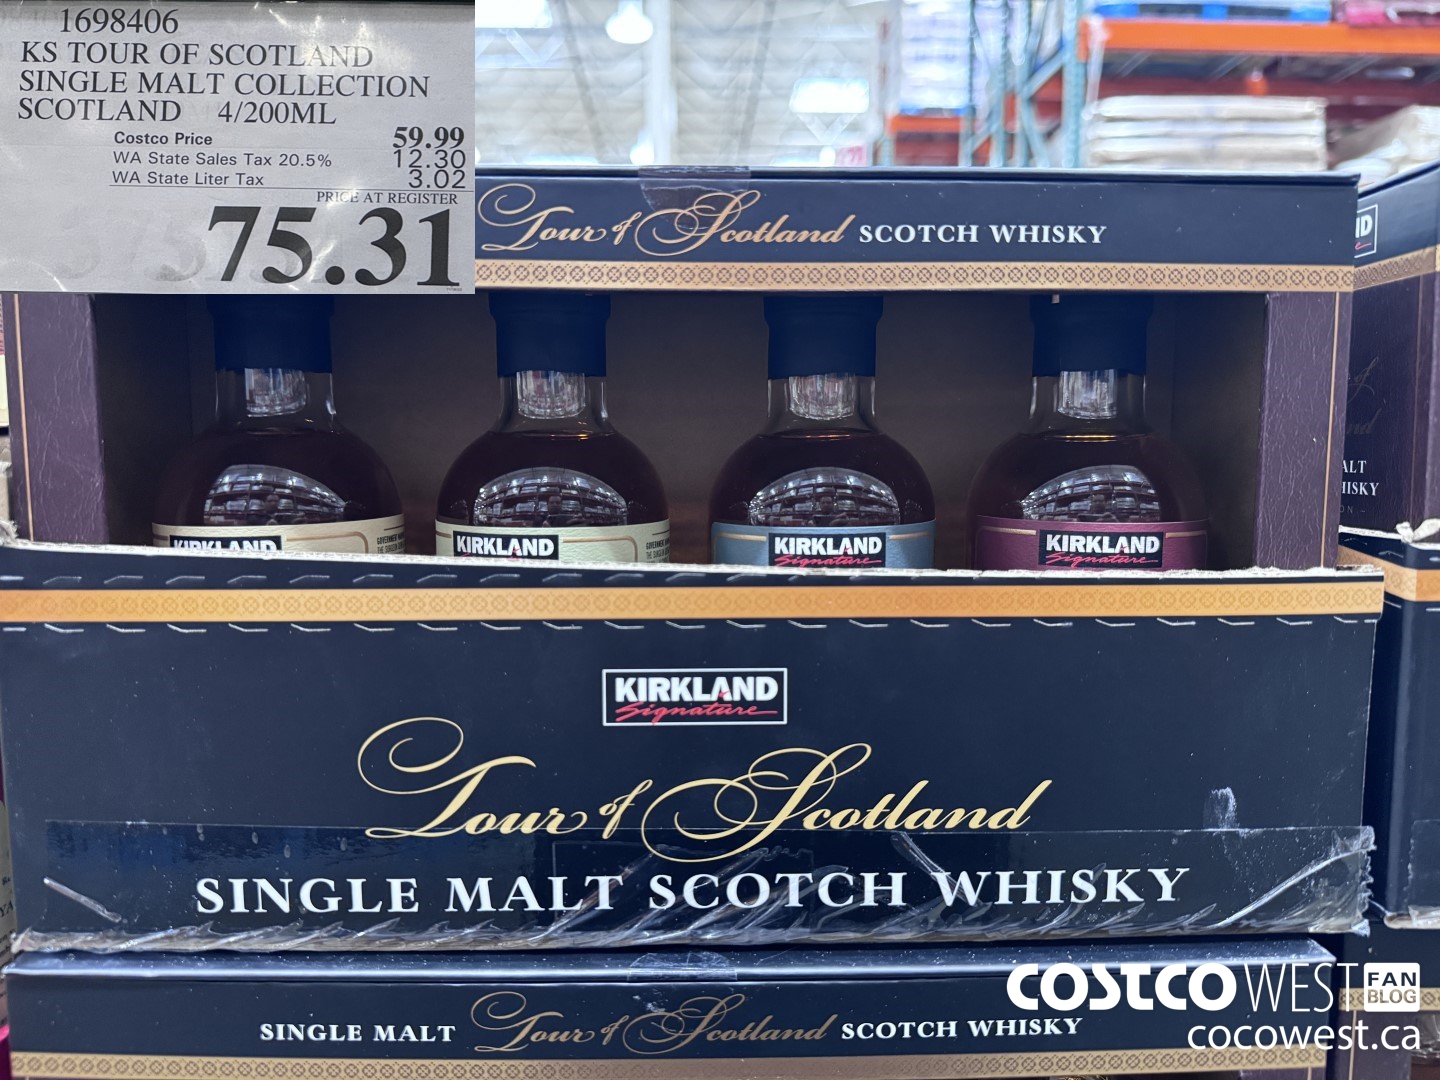 1698406
KS TOUR OF SCOTLAND
SINGLE MALT COLLECTION
SCOTLAND 4/200ML
Costco Price 59.99
WA State Sales Tax 20.5% 12.30
WA State Liter Tax 3.02
PRICE AT REGISTER
75.31
Tour of Scotland SCOTCH WHISKY
KIRKLAND
KIRKLAND
KIRKLAND
Signature
KIRKLAND
Signature
ALT
ISKY
KIRKLAND
Signature
Tour of Scotland
SINGLE MALT SCOTCH WHISKY
SINGLE MALT Tour of Scotland SCOTCH WHISKY
COSTCO WEST FAN BLOG
cocowest.ca